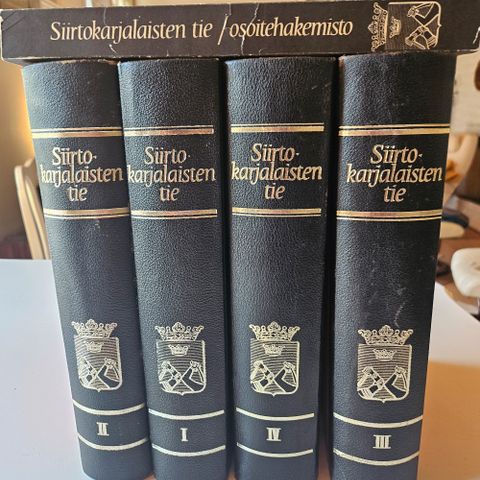 Siirtokarjalaisten tie / osoitehakemisto
Siirto-
karjalaisten
tie
II
Siirto-
karjalaisten
tie
I
Siirto-
karjalaisten
tie
IV
Siirto-
karjalaisten
tie
III